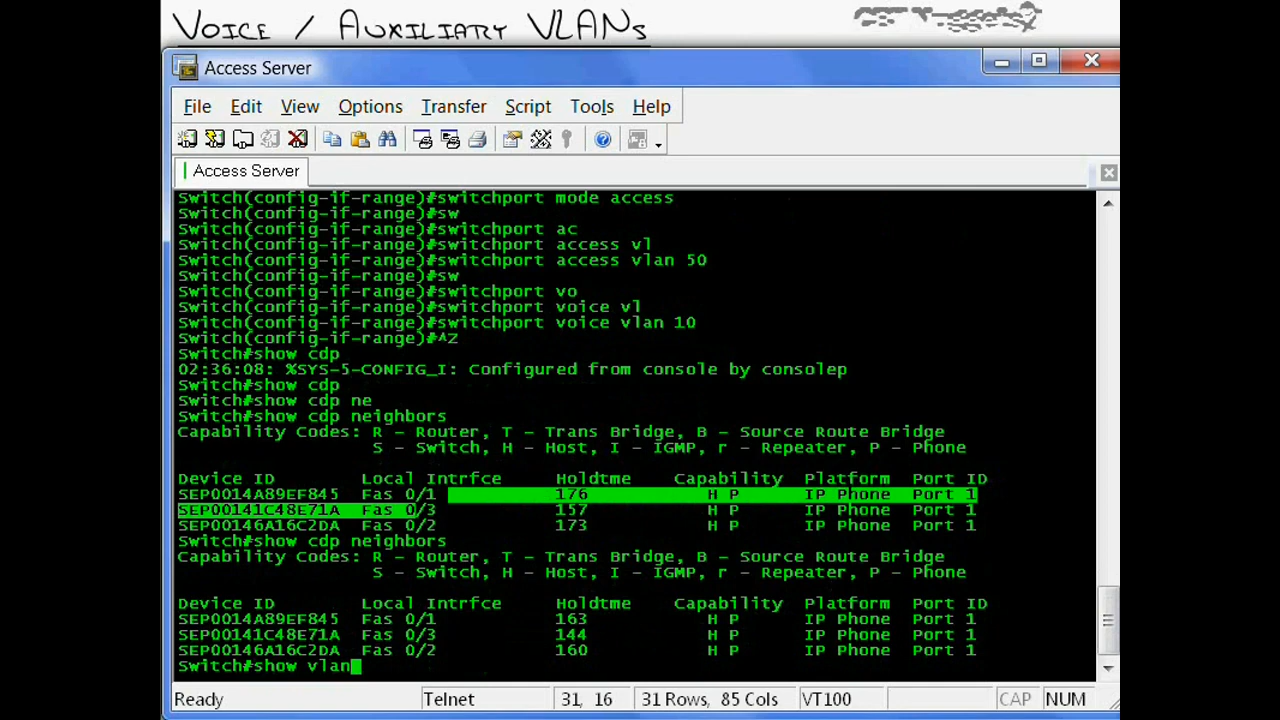 VOICE / AUXILIARY VLANS
Access Server
File Edit View Options Transfer Script Tools Help
Access Server
Switch(config-if-range)#switchport mode access
Switch(config-if-range)#sw
Switch(config-if-range)#switchport ac
Switch(config-if-range)#switchport access vl
Switch(config-if-range)#switchport access vlan 50
Switch(config-if-range)#sw
Switch(config-if-range)#switchport vo
Switch(config-if-range)#switchport voice vl
Switch(config-if-range)#switchport voice vlan 10
Switch(config-if-range)#^Z
Switch#show cdp
02:36:08: %SYS-5-CONFIG_I: Configured from console by consolep
Switch#show cdp
Switch#show cdp ne
Switch#show cdp neighbors
Capability Codes: R - Router, T - Trans Bridge, B - Source Route Bridge
S - Switch, H - Host, I - IGMP, r - Repeater, P - Phone
Device ID Local Intrfce Holdtme Capability Platform Port ID
SEP0014A89EF845 Fas 0/1 176 H P IP Phone Port 1
SEP00141C48E71A Fas 0/3 157 H P IP Phone Port 1
SEP00146A16C2DA Fas 0/2 173 H P IP Phone Port 1
Switch#show cdp neighbors
Capability Codes: R - Router, T - Trans Bridge, B - Source Route Bridge
S - Switch, H - Host, I - IGMP, r - Repeater, P - Phone
Device ID Local Intrfce Holdtme Capability Platform Port ID
SEP0014A89EF845 Fas 0/1 163 H P IP Phone Port 1
SEP00141C48E71A Fas 0/3 144 H P IP Phone Port 1
SEP00146A16C2DA Fas 0/2 160 H P IP Phone Port 1
Switch#show vlan
Ready Telnet 31, 16 31 Rows, 85 Cols VT100 CAP NUM